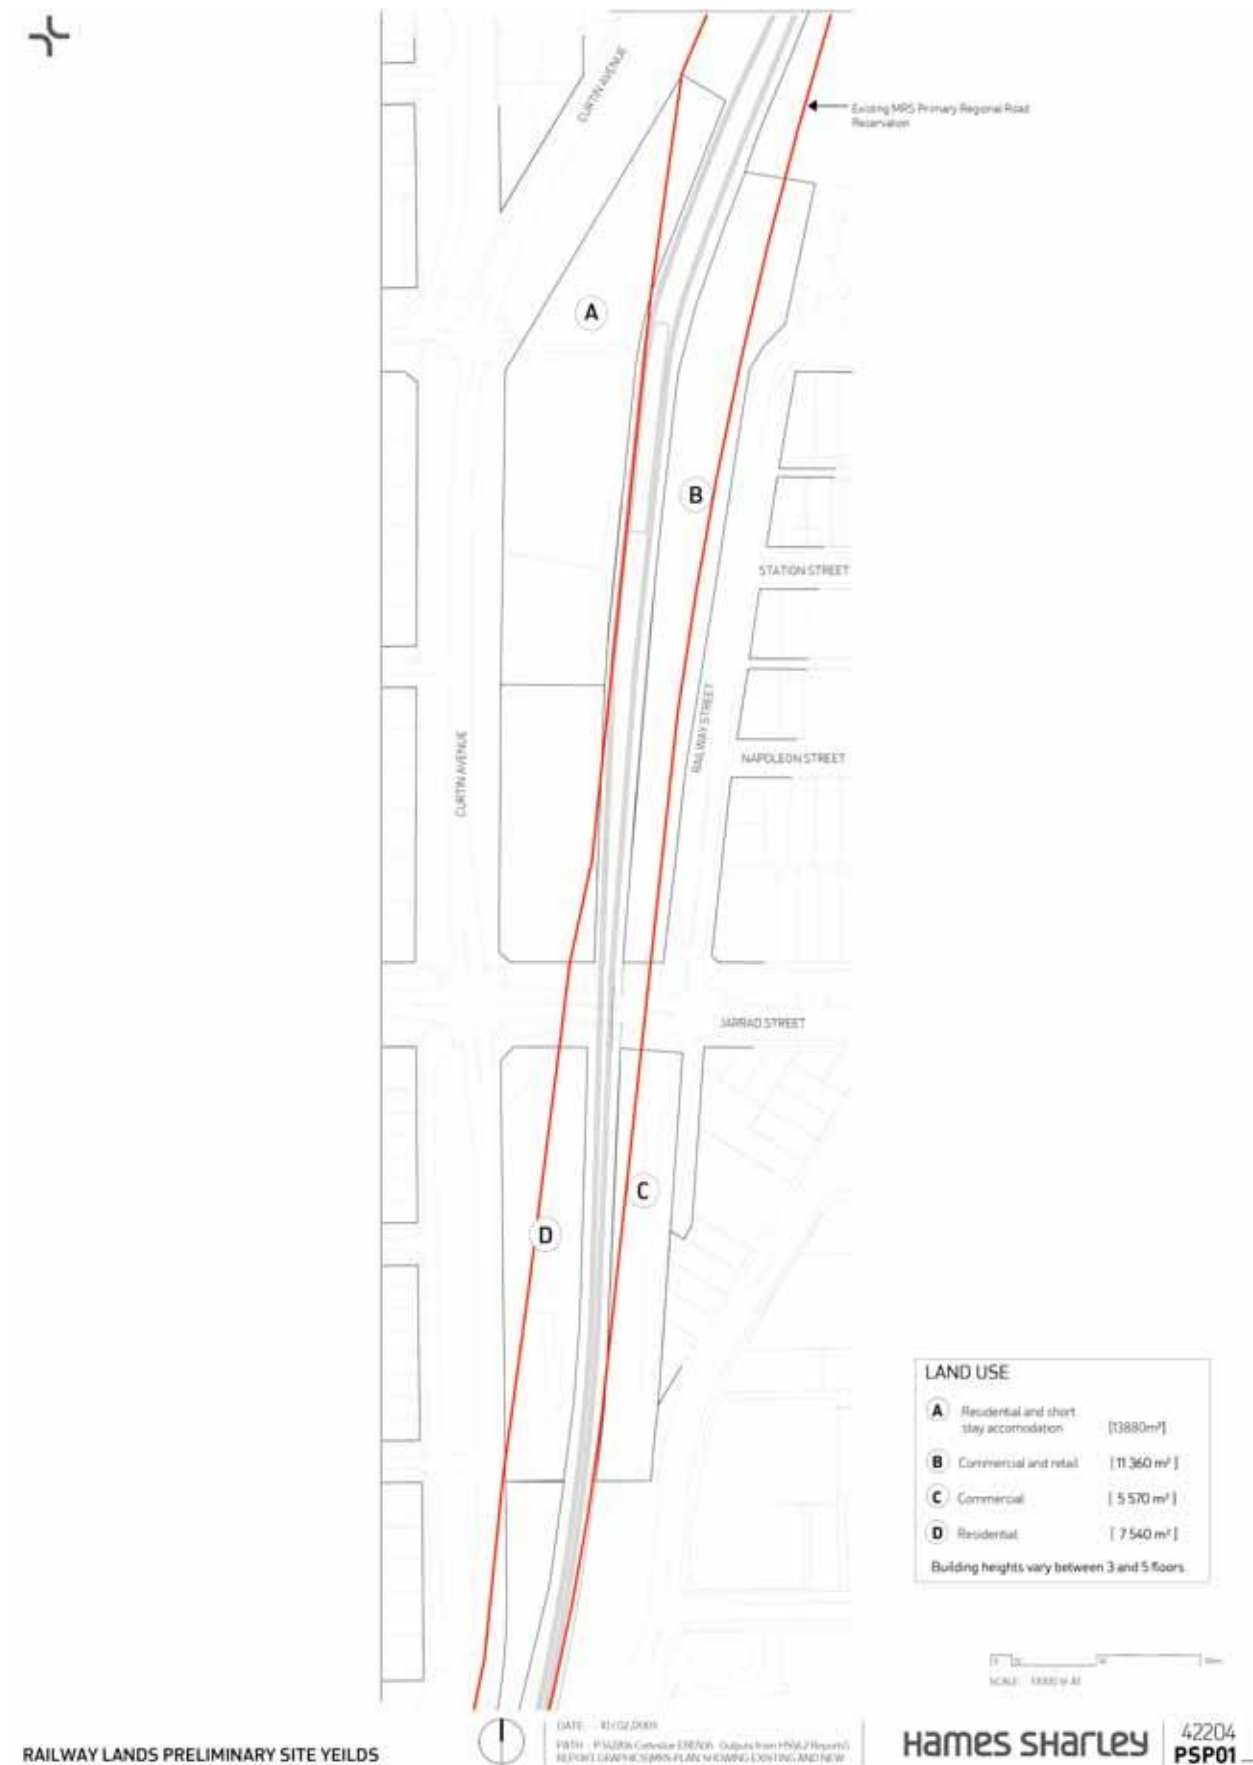 CURTIN AVENUE
Existing MRS Primary Regional Road
Reservation
A
B
STATION STREET
RAILWAY STREET
NAPOLEON STREET
CURTIN AVENUE
JARRAD STREET
C
D
LAND USE
A Residential and short
stay accomodation [13880m²]
B Commercial and retail [11 360 m²]
C Commercial [5 570 m²]
D Residential [7 540 m²]
Building heights vary between 3 and 5 floors
SCALE:
RAILWAY LANDS PRELIMINARY SITE YEILDS
DATE:
PATH:
HAMES SHARLEY
42204
PSP01